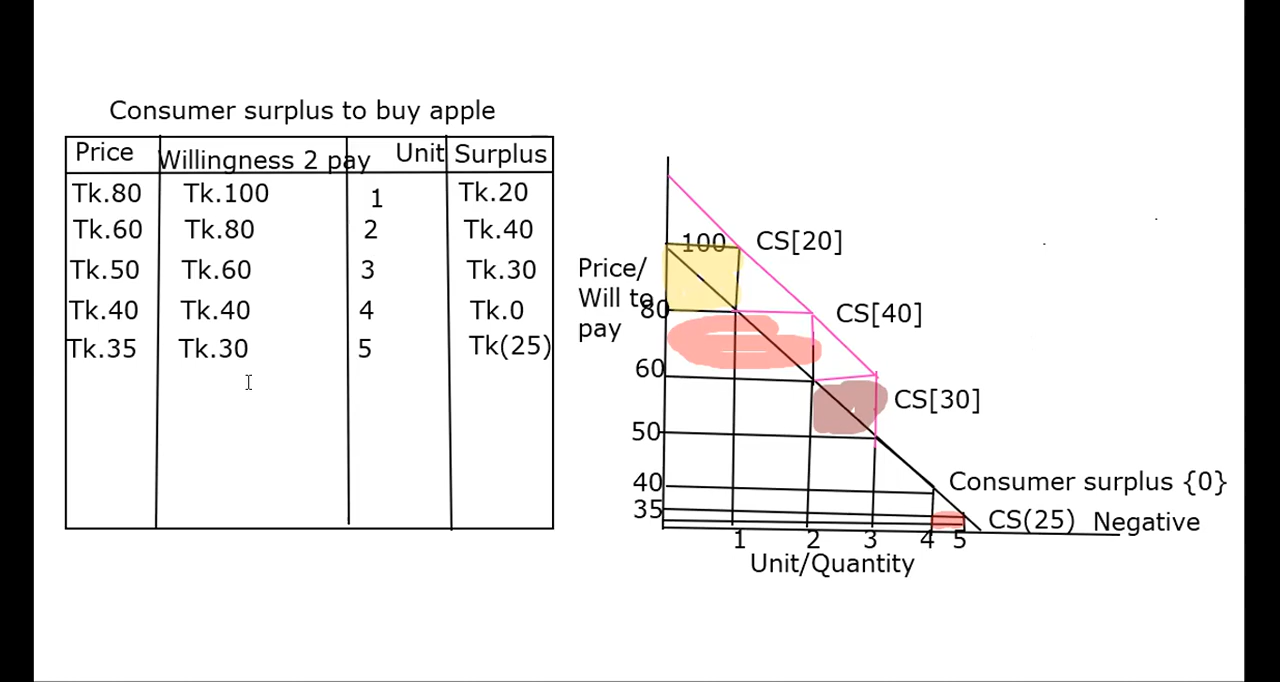 Consumer surplus to buy apple
Price Willingness 2 pay Unit Surplus
Tk.80 Tk.100 1 Tk.20
Tk.60 Tk.80 2 Tk.40
Tk.50 Tk.60 3 Tk.30
Tk.40 Tk.40 4 Tk.0
Tk.35 Tk.30 5 Tk(25)
Price/
Will to
pay
100
80
60
50
40
35
CS[20]
CS[40]
CS[30]
Consumer surplus {0}
CS(25) Negative
1 2 3 4 5
Unit/Quantity